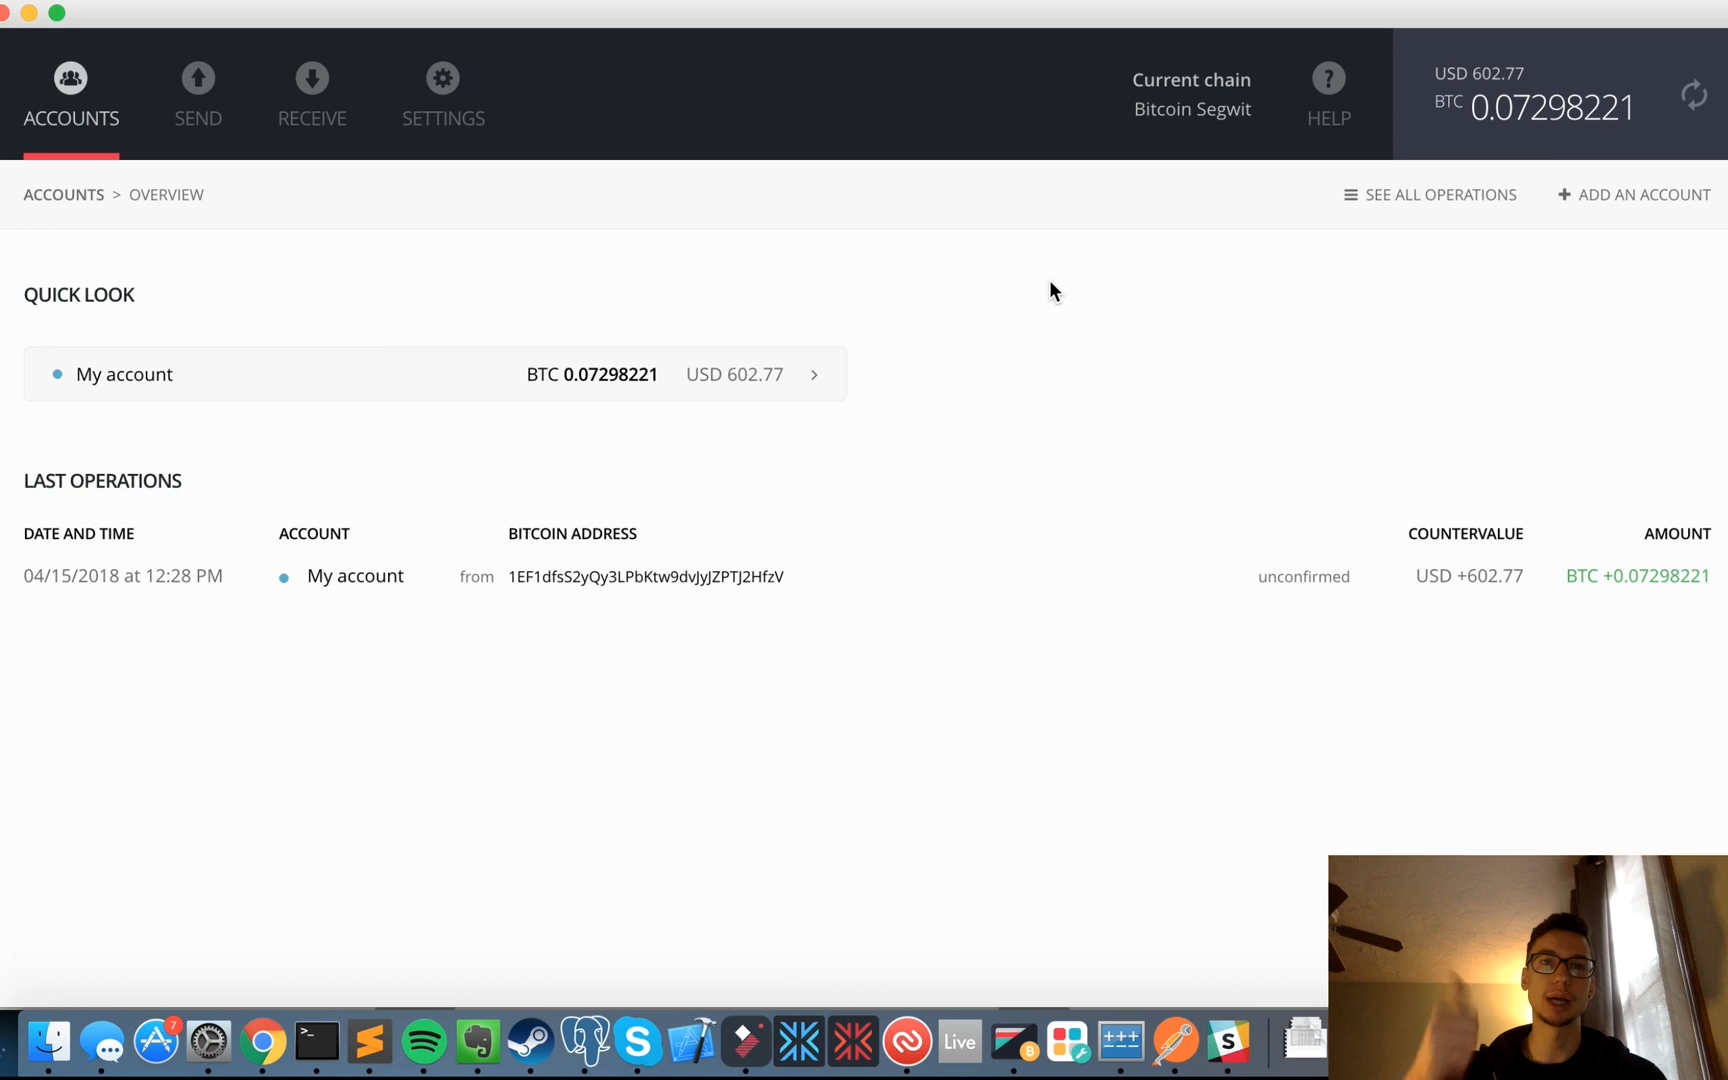 ACCOUNTS
SEND
RECEIVE
SETTINGS
Current chain
Bitcoin Segwit
?
HELP
USD 602.77
BTC 0.07298221
ACCOUNTS > OVERVIEW
SEE ALL OPERATIONS
+ ADD AN ACCOUNT
QUICK LOOK
My account BTC 0.07298221 USD 602.77 >
LAST OPERATIONS
DATE AND TIME ACCOUNT BITCOIN ADDRESS COUNTERVALUE AMOUNT
04/15/2018 at 12:28 PM My account from 1EF1dfsS2yQy3LPbKtw9dvJyJZPTJ2HfzV unconfirmed USD +602.77 BTC +0.07298221
7
>_
S
Live
+++
S